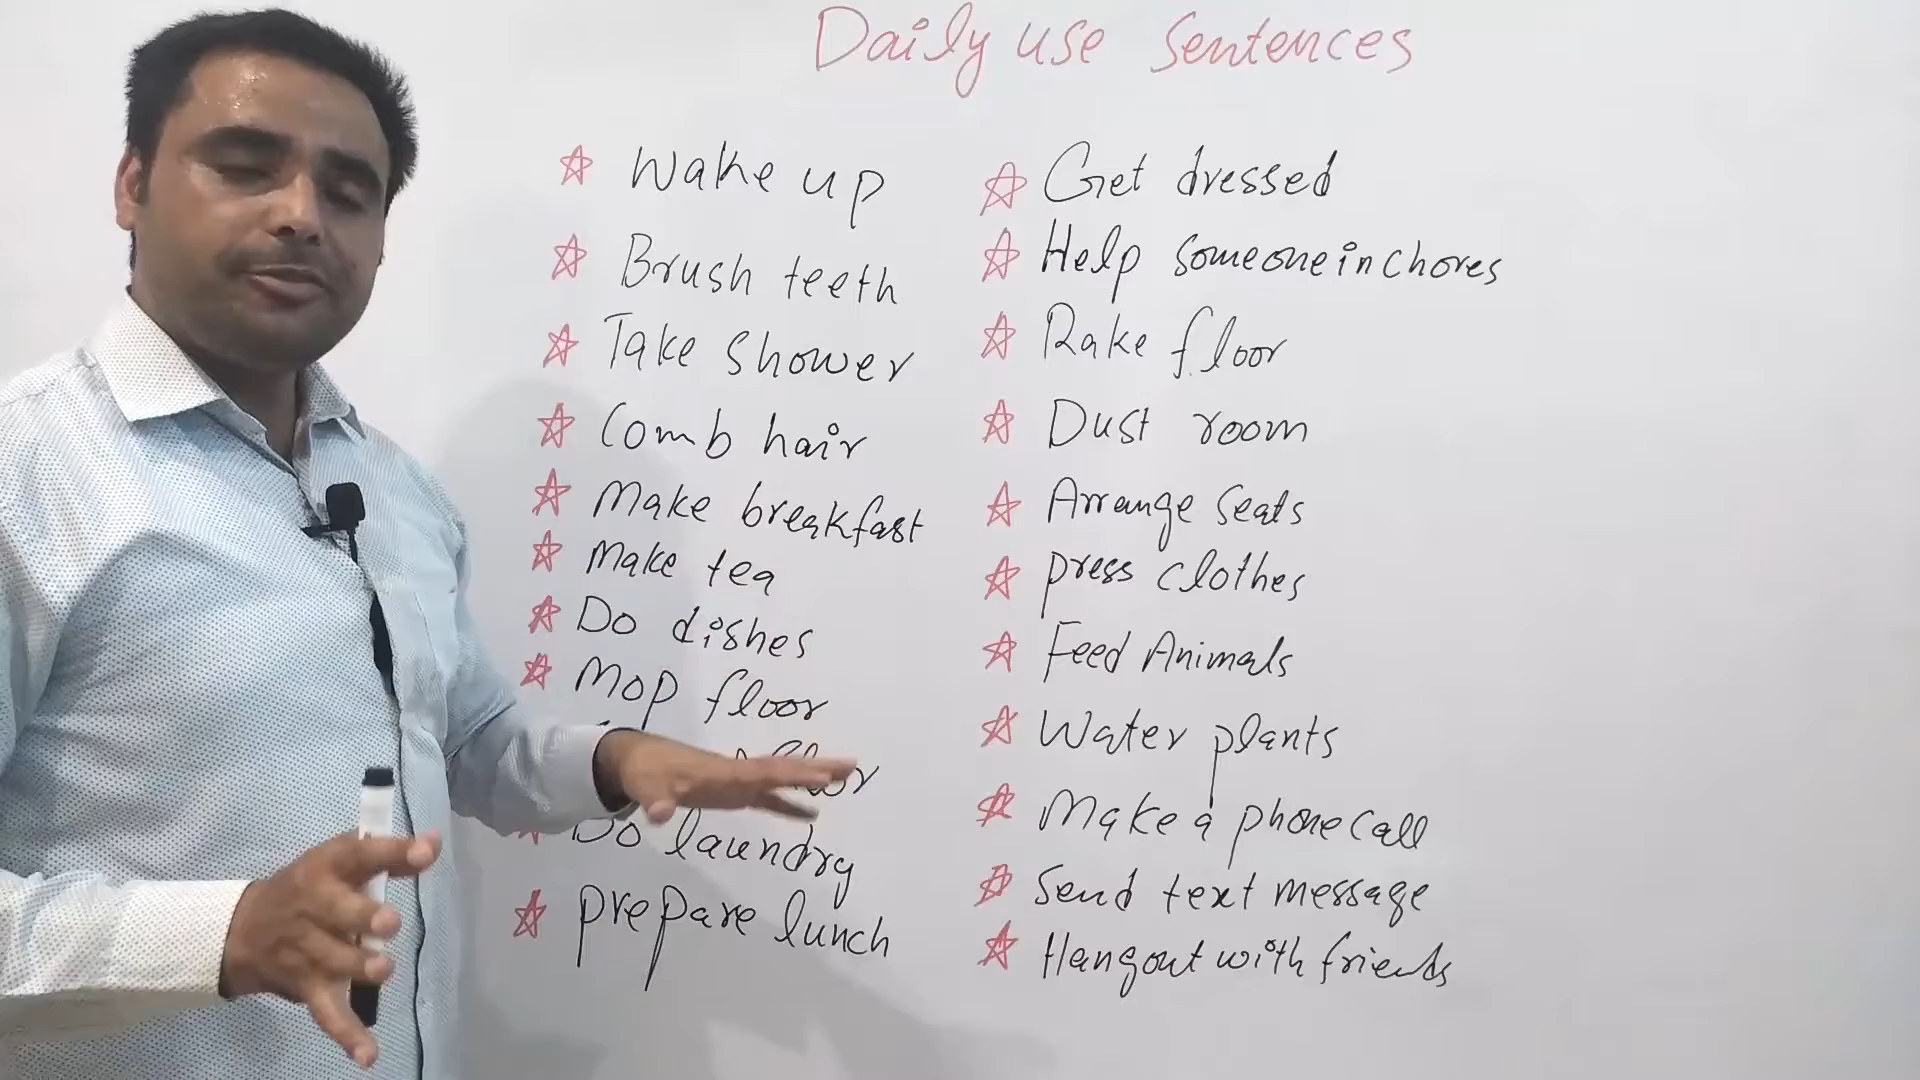 Daily use sentences
Wake up
Brush teeth
Take shower
Comb hair
Make breakfast
Make tea
Do dishes
Mop floor
floor
Do laundry
prepare lunch
Get dressed
Help someone in chores
Rake floor
Dust room
Arrange seats
press clothes
Feed Animals
Water plants
Make a phone call
Send text message
Hangout with friends